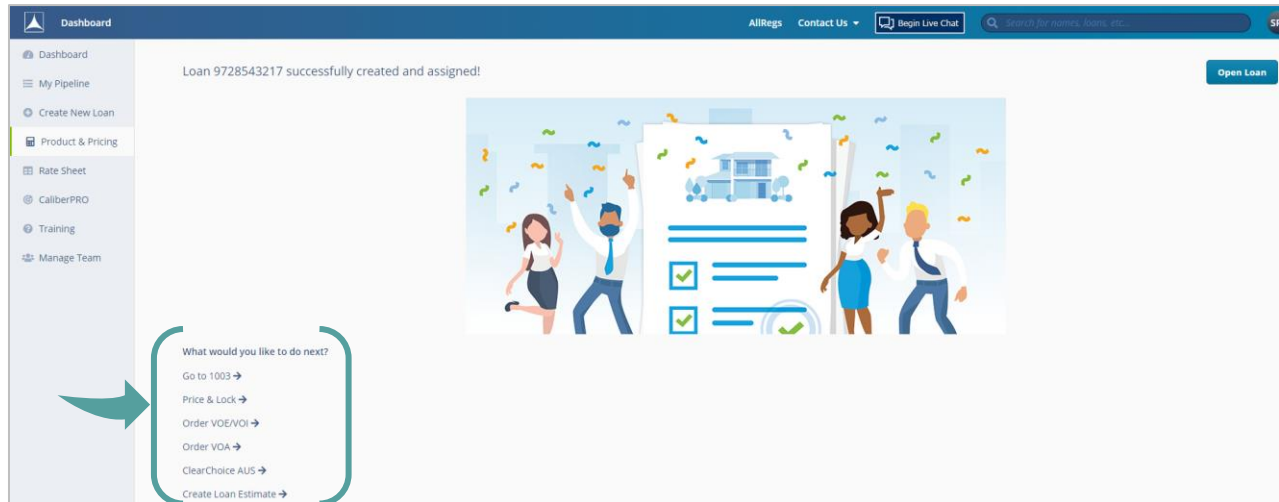 Dashboard
AllRegs Contact Us Begin Live Chat Search for names, loans, etc... SP
Dashboard
My Pipeline
Create New Loan
Product & Pricing
Rate Sheet
CaliberPRO
Training
Manage Team
Loan 9728543217 successfully created and assigned!
Open Loan
What would you like to do next?
Go to 1003 →
Price & Lock →
Order VOE/VOI →
Order VOA →
ClearChoice AUS →
Create Loan Estimate →